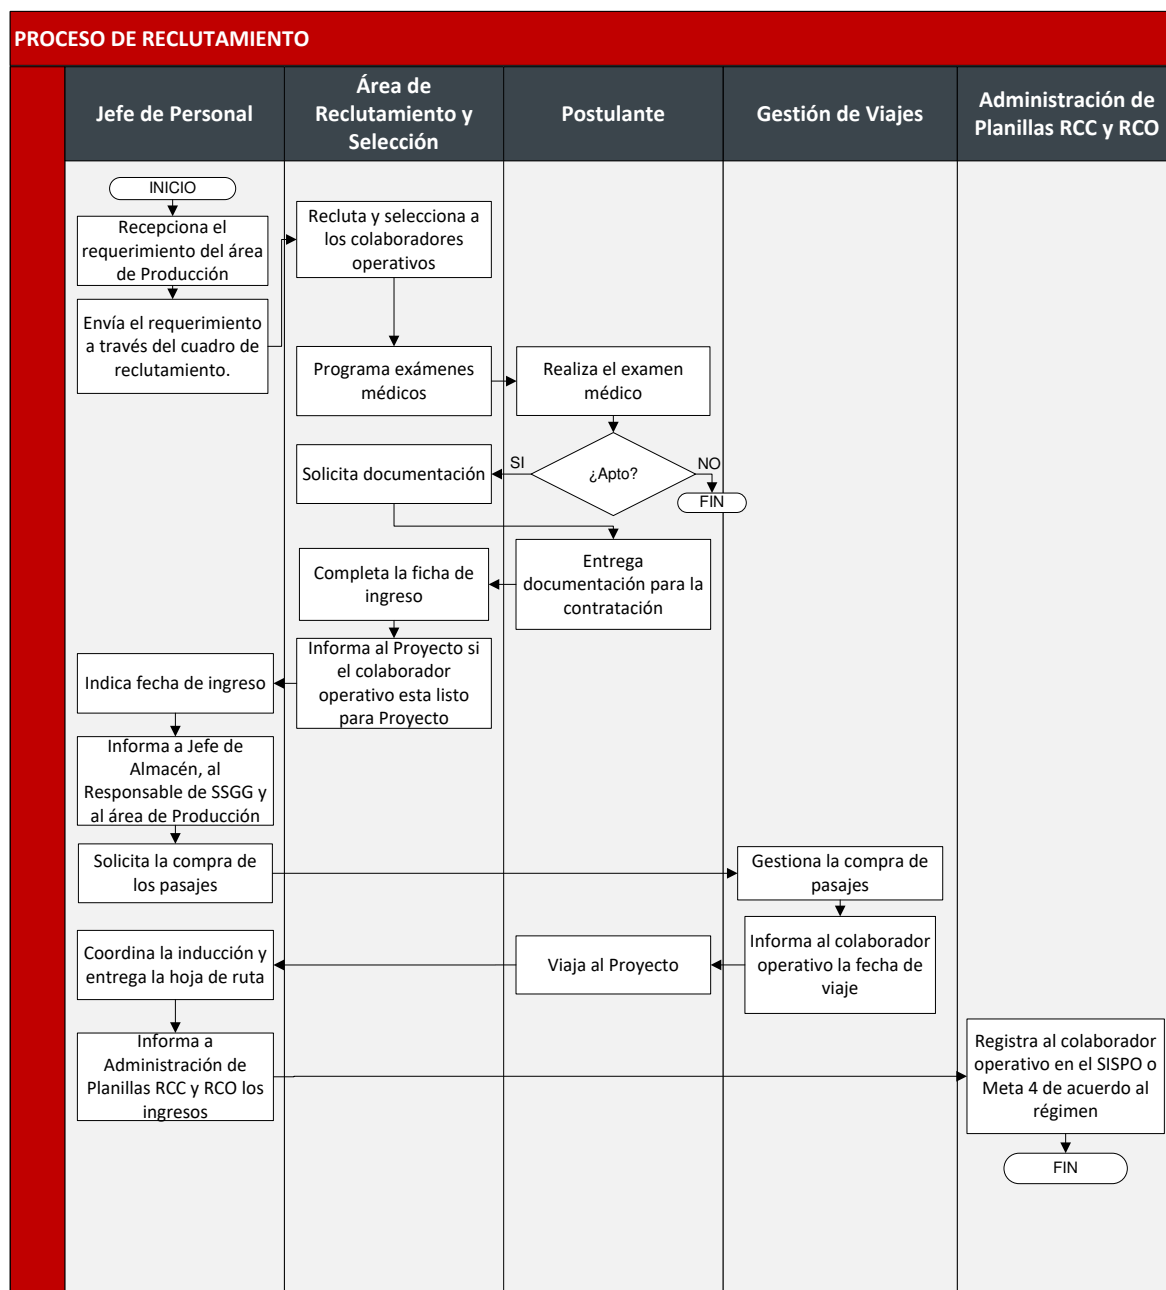 PROCESO DE RECLUTAMIENTO
Jefe de Personal
Área de
Reclutamiento y
Selección
Postulante
Gestión de Viajes
Administración de
Planillas RCC y RCO
INICIO
Recepciona el
requerimiento del área
de Producción
Envía el requerimiento
a través del cuadro de
reclutamiento.
Recluta y selecciona a
los colaboradores
operativos
Programa exámenes
médicos
Realiza el examen
médico
¿Apto?
SI
NO
FIN
Solicita documentación
Entrega
documentación para la
contratación
Completa la ficha de
ingreso
Informa al Proyecto si
el colaborador
operativo esta listo
para Proyecto
Indica fecha de ingreso
Informa a Jefe de
Almacén, al
Responsable de SSGG y
al área de Producción
Solicita la compra de
los pasajes
Gestiona la compra de
pasajes
Informa al colaborador
operativo la fecha de
viaje
Viaja al Proyecto
Coordina la inducción y
entrega la hoja de ruta
Informa a
Administración de
Planillas RCC y RCO los
ingresos
Registra al colaborador
operativo en el SISPO o
Meta 4 de acuerdo al
régimen
FIN